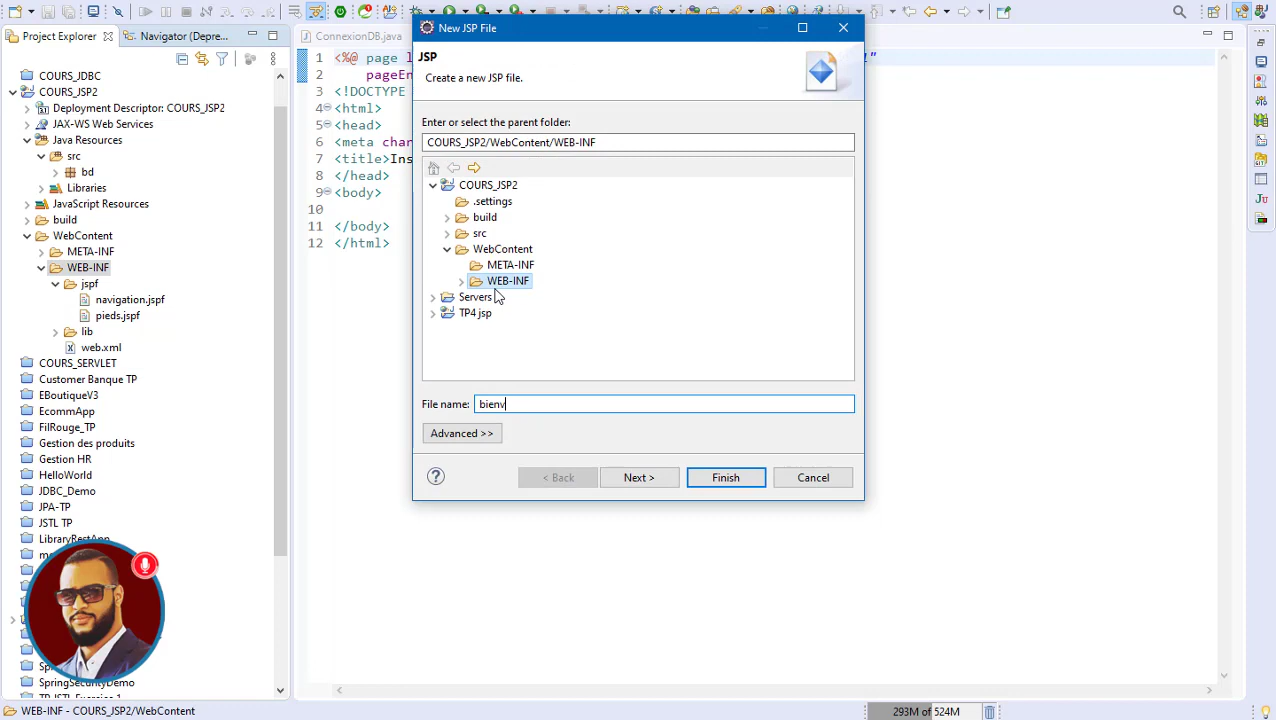 New JSP File
Project Explorer
Navigator (Depre...
ConnexionDB.java
JSP
Create a new JSP file.
Enter or select the parent folder:
COURS_JSP2/WebContent/WEB-INF
COURS_JSP2
.settings
build
src
WebContent
META-INF
WEB-INF
Servers
TP4 jsp
File name: bienv
Advanced >>
< Back
Next >
Finish
Cancel
1 <%@ page l
1"
2 pageEn
3 <!DOCTYPE
4 <html>
5 <head>
6 <meta char
7 <title>Ins
8 </head>
9 <body>
10
11 </body>
12 </html>
COURS_JDBC
COURS_JSP2
Deployment Descriptor: COURS_JSP2
JAX-WS Web Services
Java Resources
src
bd
Libraries
JavaScript Resources
build
WebContent
META-INF
WEB-INF
jspf
navigation.jspf
pieds.jspf
lib
web.xml
COURS_SERVLET
Customer Banque TP
EBoutiqueV3
EcommApp
FilRouge_TP
Gestion des produits
Gestion HR
HelloWorld
JDBC_Demo
JPA-TP
JSTL TP
LibraryRestApp
SpringSecurityDemo
WEB-INF - COURS_JSP2/WebContent
293M of 524M